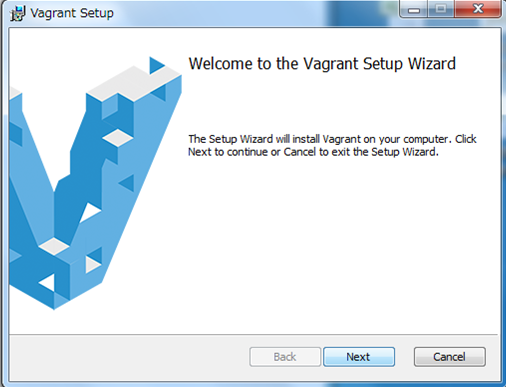 Vagrant Setup
Welcome to the Vagrant Setup Wizard
The Setup Wizard will install Vagrant on your computer. Click
Next to continue or Cancel to exit the Setup Wizard.
Back
Next
Cancel